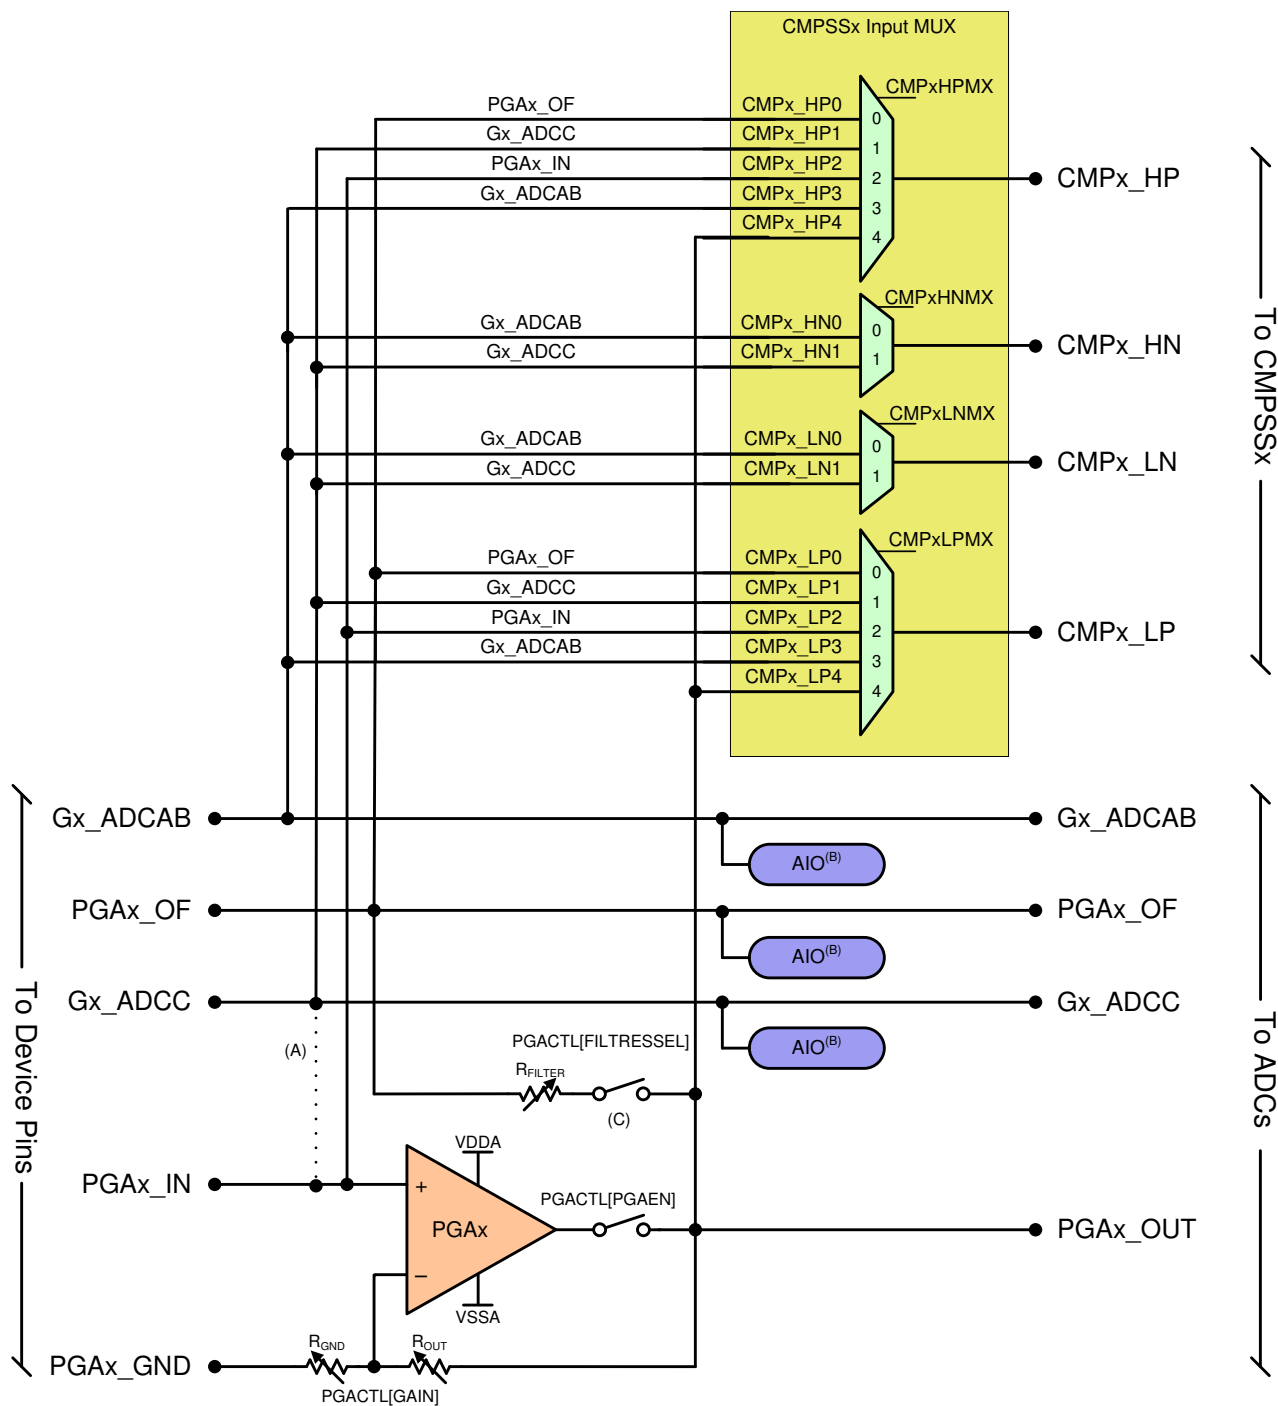 CMPSSx Input MUX
CMPxHPMX
PGAx_OF CMPx_HP0 0
Gx_ADCC CMPx_HP1 1
PGAx_IN CMPx_HP2 2 CMPx_HP
Gx_ADCAB CMPx_HP3 3
CMPx_HP4 4
CMPxHNMX
Gx_ADCAB CMPx_HN0 0
Gx_ADCC CMPx_HN1 1 CMPx_HN
CMPxLNMX
Gx_ADCAB CMPx_LN0 0
Gx_ADCC CMPx_LN1 1 CMPx_LN
CMPxLPMX
PGAx_OF CMPx_LP0 0
Gx_ADCC CMPx_LP1 1
PGAx_IN CMPx_LP2 2 CMPx_LP
Gx_ADCAB CMPx_LP3 3
CMPx_LP4 4
To CMPSSx
Gx_ADCAB Gx_ADCAB
AIO(B)
PGAx_OF PGAx_OF
AIO(B)
Gx_ADCC Gx_ADCC
AIO(B)
(A)
PGACTL[FILTRESSEL]
RFILTER
(C)
VDDA
PGAx_IN + PGACTL[PGAEN]
PGAx PGAx_OUT
–
VSSA
RGND ROUT
PGAx_GND
PGACTL[GAIN]
To Device Pins
To ADCs